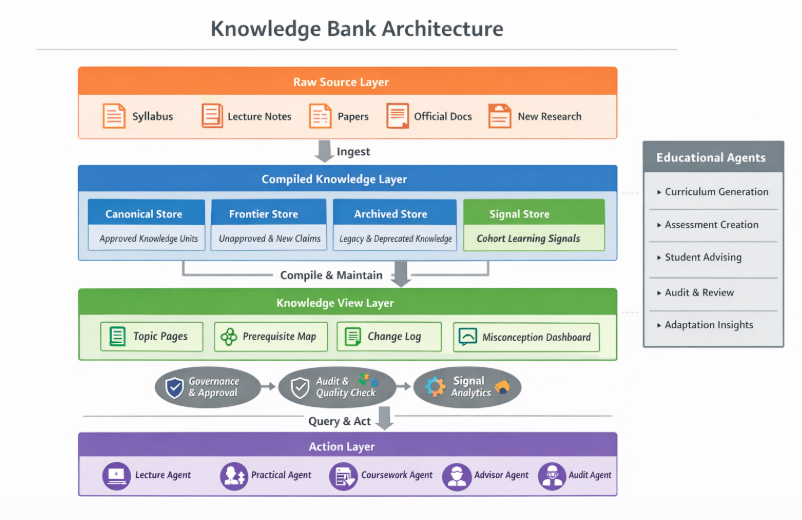 Knowledge Bank Architecture
Raw Source Layer
Syllabus
Lecture Notes
Papers
Official Docs
New Research
Ingest
Compiled Knowledge Layer
Canonical Store
Approved Knowledge Units
Frontier Store
Unapproved & New Claims
Archived Store
Legacy & Deprecated Knowledge
Signal Store
Cohort Learning Signals
Compile & Maintain
Knowledge View Layer
Topic Pages
Prerequisite Map
Change Log
Misconception Dashboard
Governance
& Approval
Audit &
Quality Check
Signal
Analytics
Query & Act
Action Layer
Lecture Agent
Practical Agent
Coursework Agent
Advisor Agent
Audit Agent
Educational Agents
Curriculum Generation
Assessment Creation
Student Advising
Audit & Review
Adaptation Insights